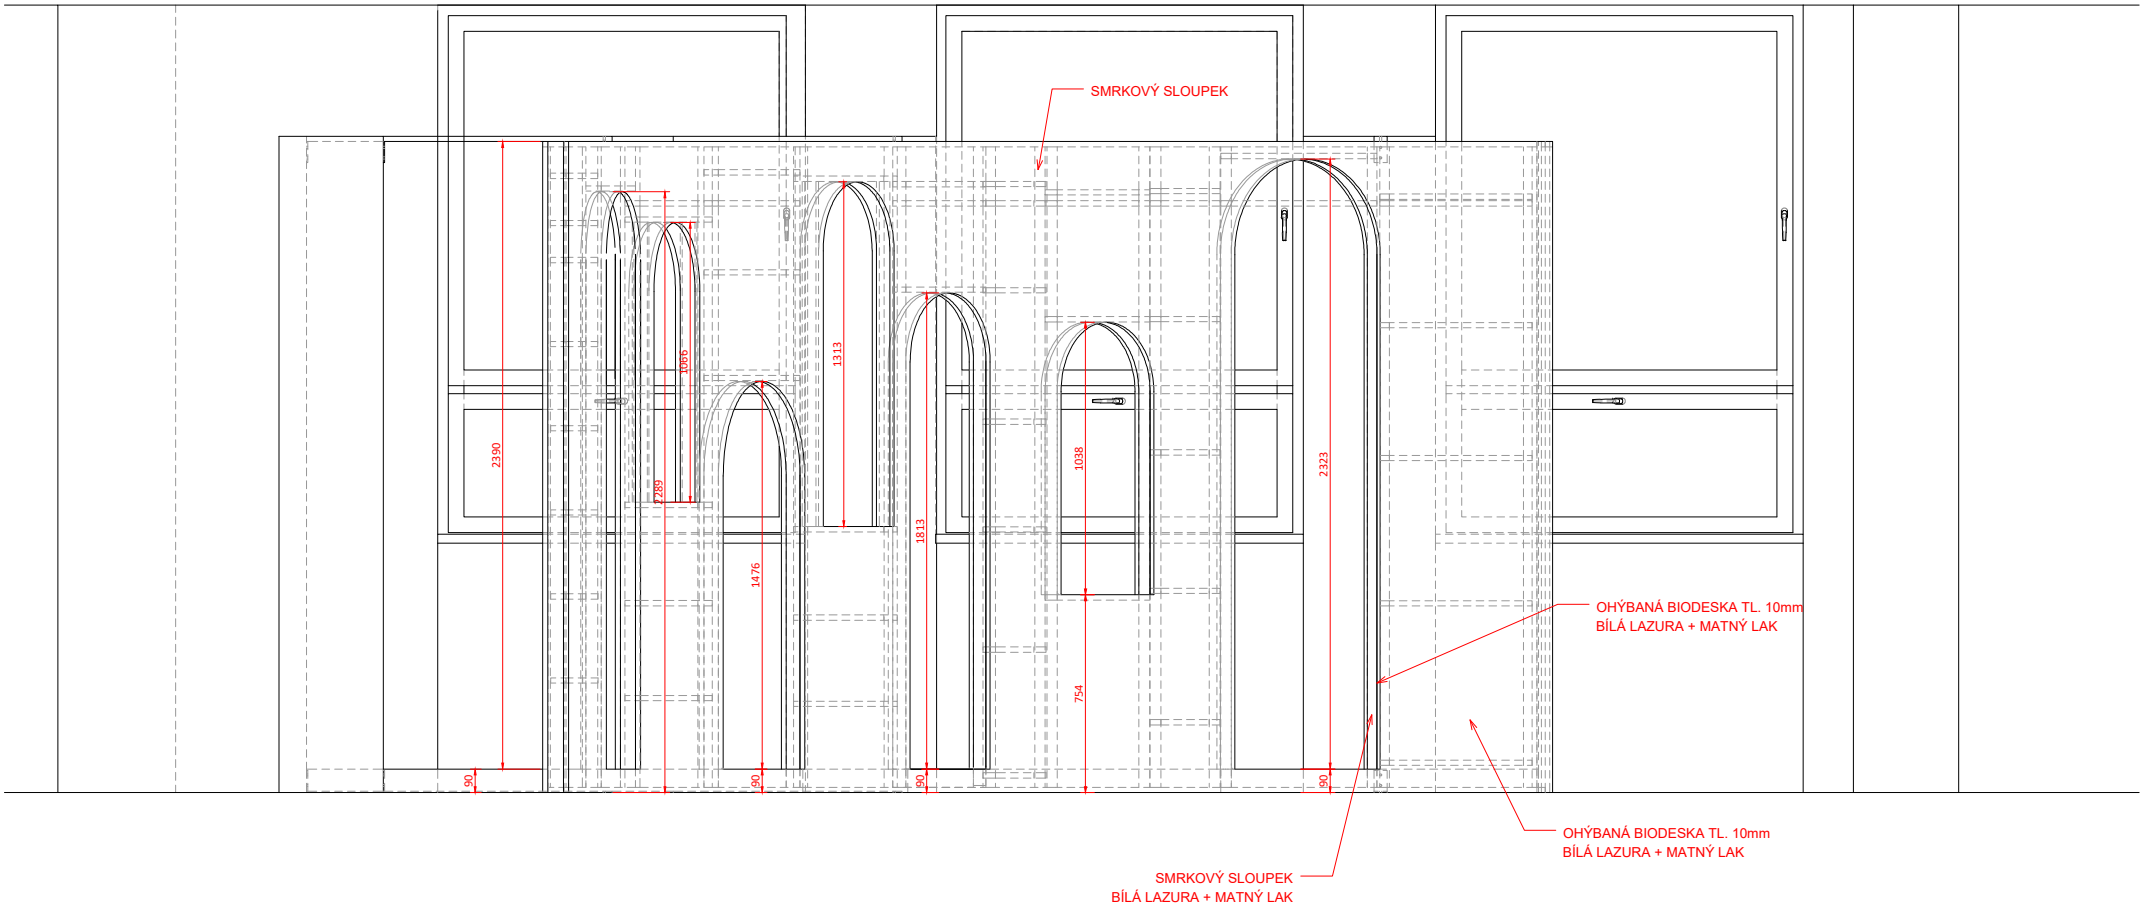 SMRKOVÝ SLOUPEK
1066
1313
2390
2289
1038
2323
1813
1476
754
90
90
90
90
OHÝBANÁ BIODESKA TL. 10mm
BÍLÁ LAZURA + MATNÝ LAK
OHÝBANÁ BIODESKA TL. 10mm
BÍLÁ LAZURA + MATNÝ LAK
SMRKOVÝ SLOUPEK
BÍLÁ LAZURA + MATNÝ LAK